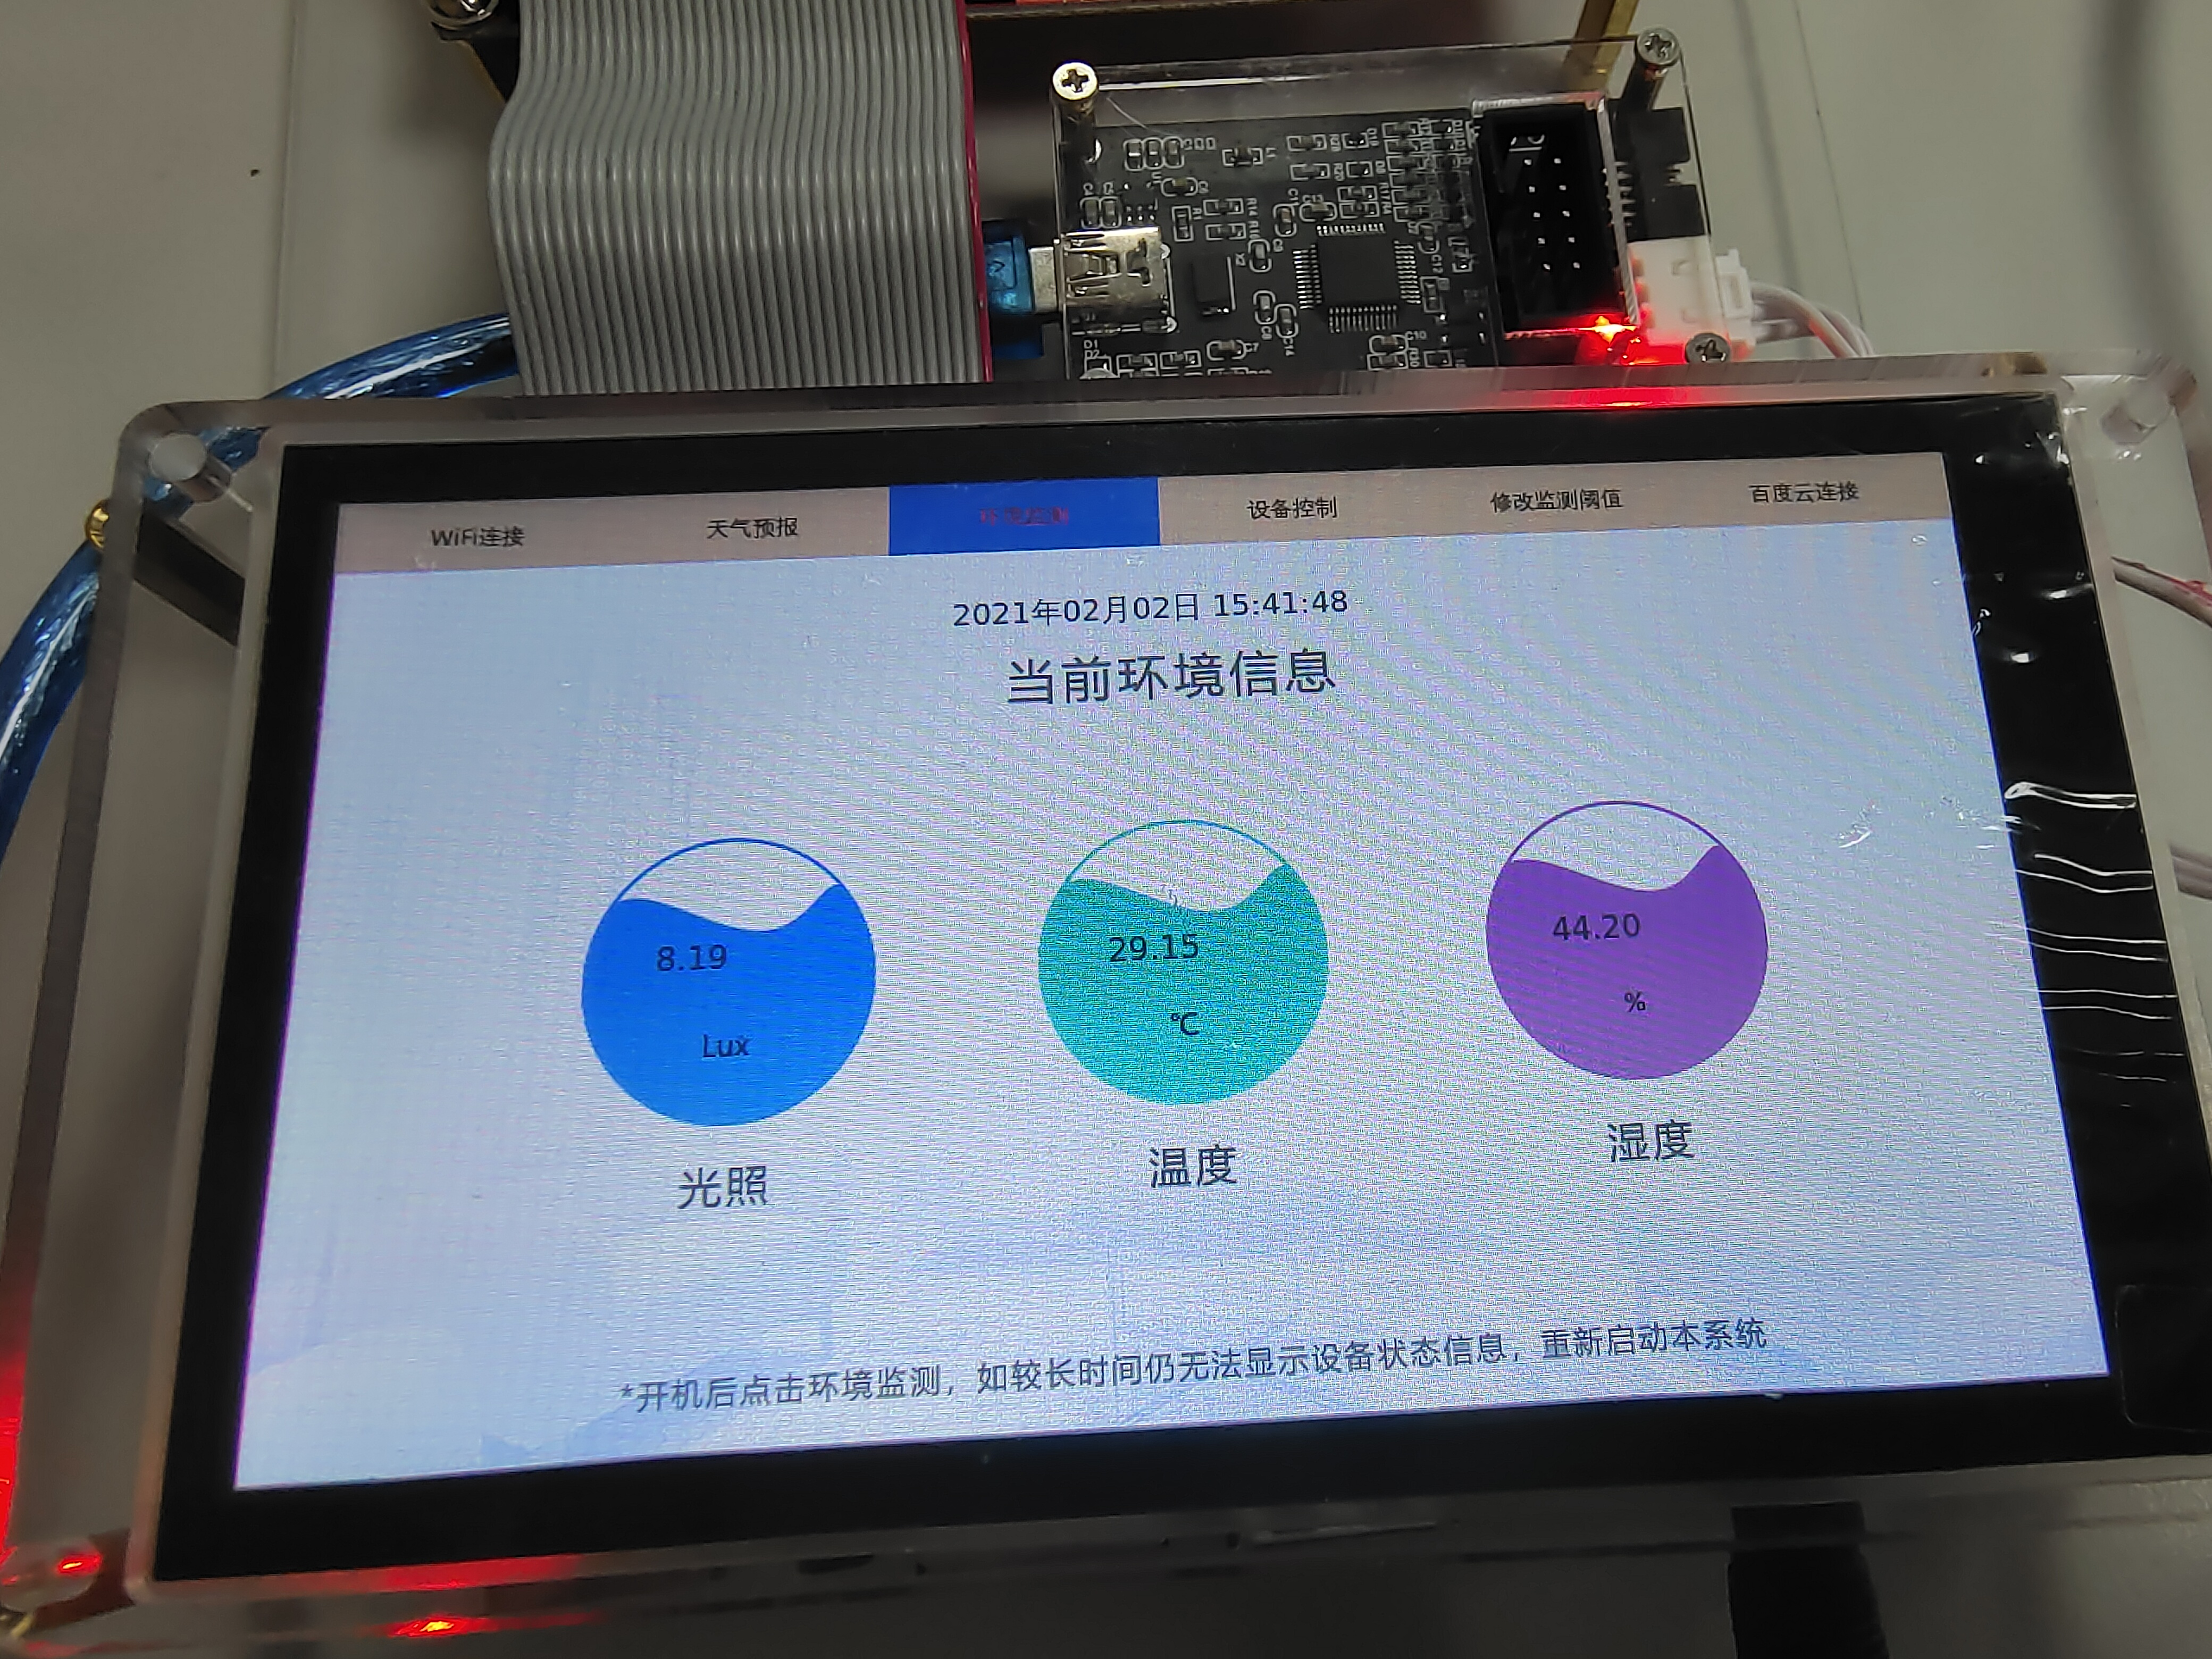 WiFi连接 天气预报 环境监测 设备控制 修改监测阈值 百度云连接
2021年02月02日 15:41:48
当前环境信息
8.19 29.15 44.20
Lux ℃ %
光照 温度 湿度
*开机后点击环境监测，如较长时间仍无法显示设备状态信息，重新启动本系统